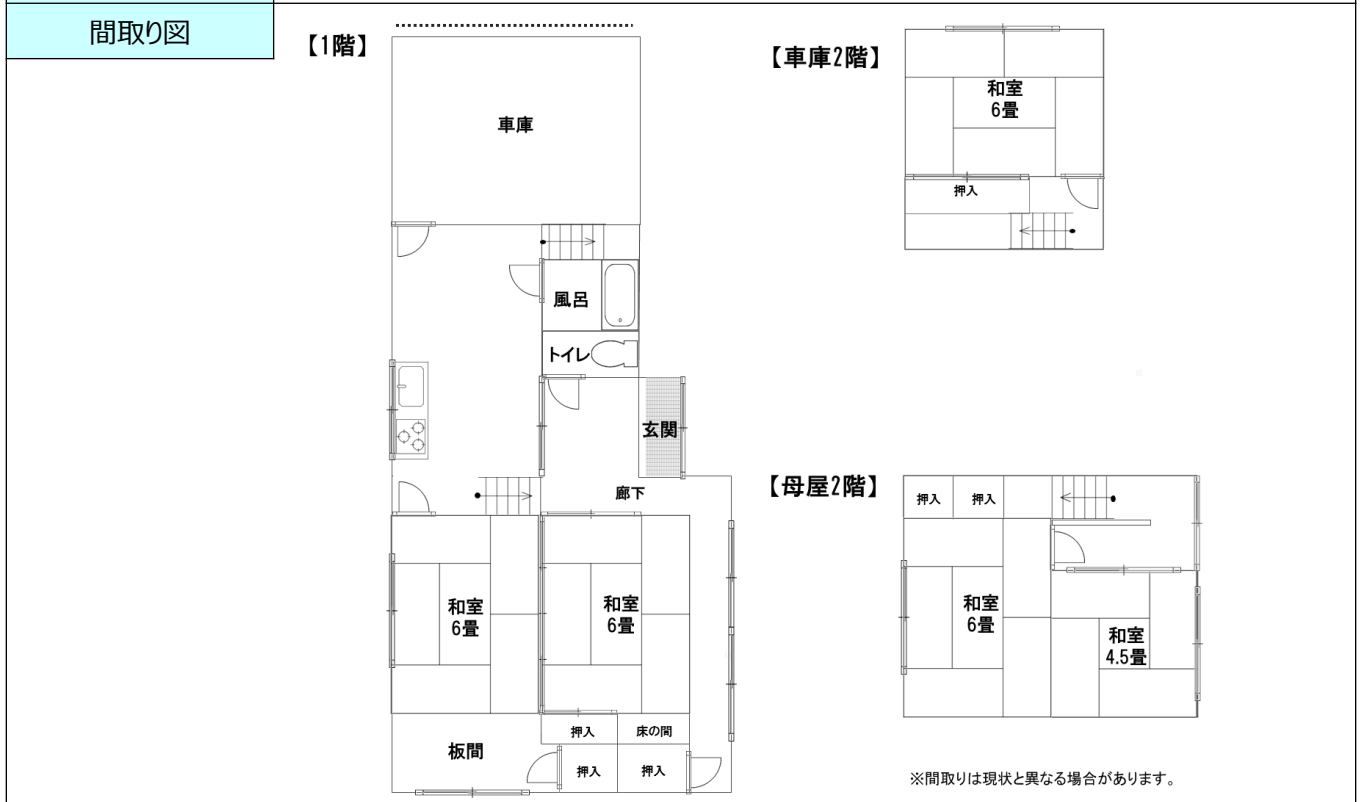 間取り図
【1階】
車庫
風呂
トイレ
玄関
廊下
和室
6畳
和室
6畳
押入
床の間
板間
押入
押入
【車庫2階】
和室
6畳
押入
【母屋2階】
押入
押入
和室
6畳
和室
4.5畳
※間取りは現状と異なる場合があります。